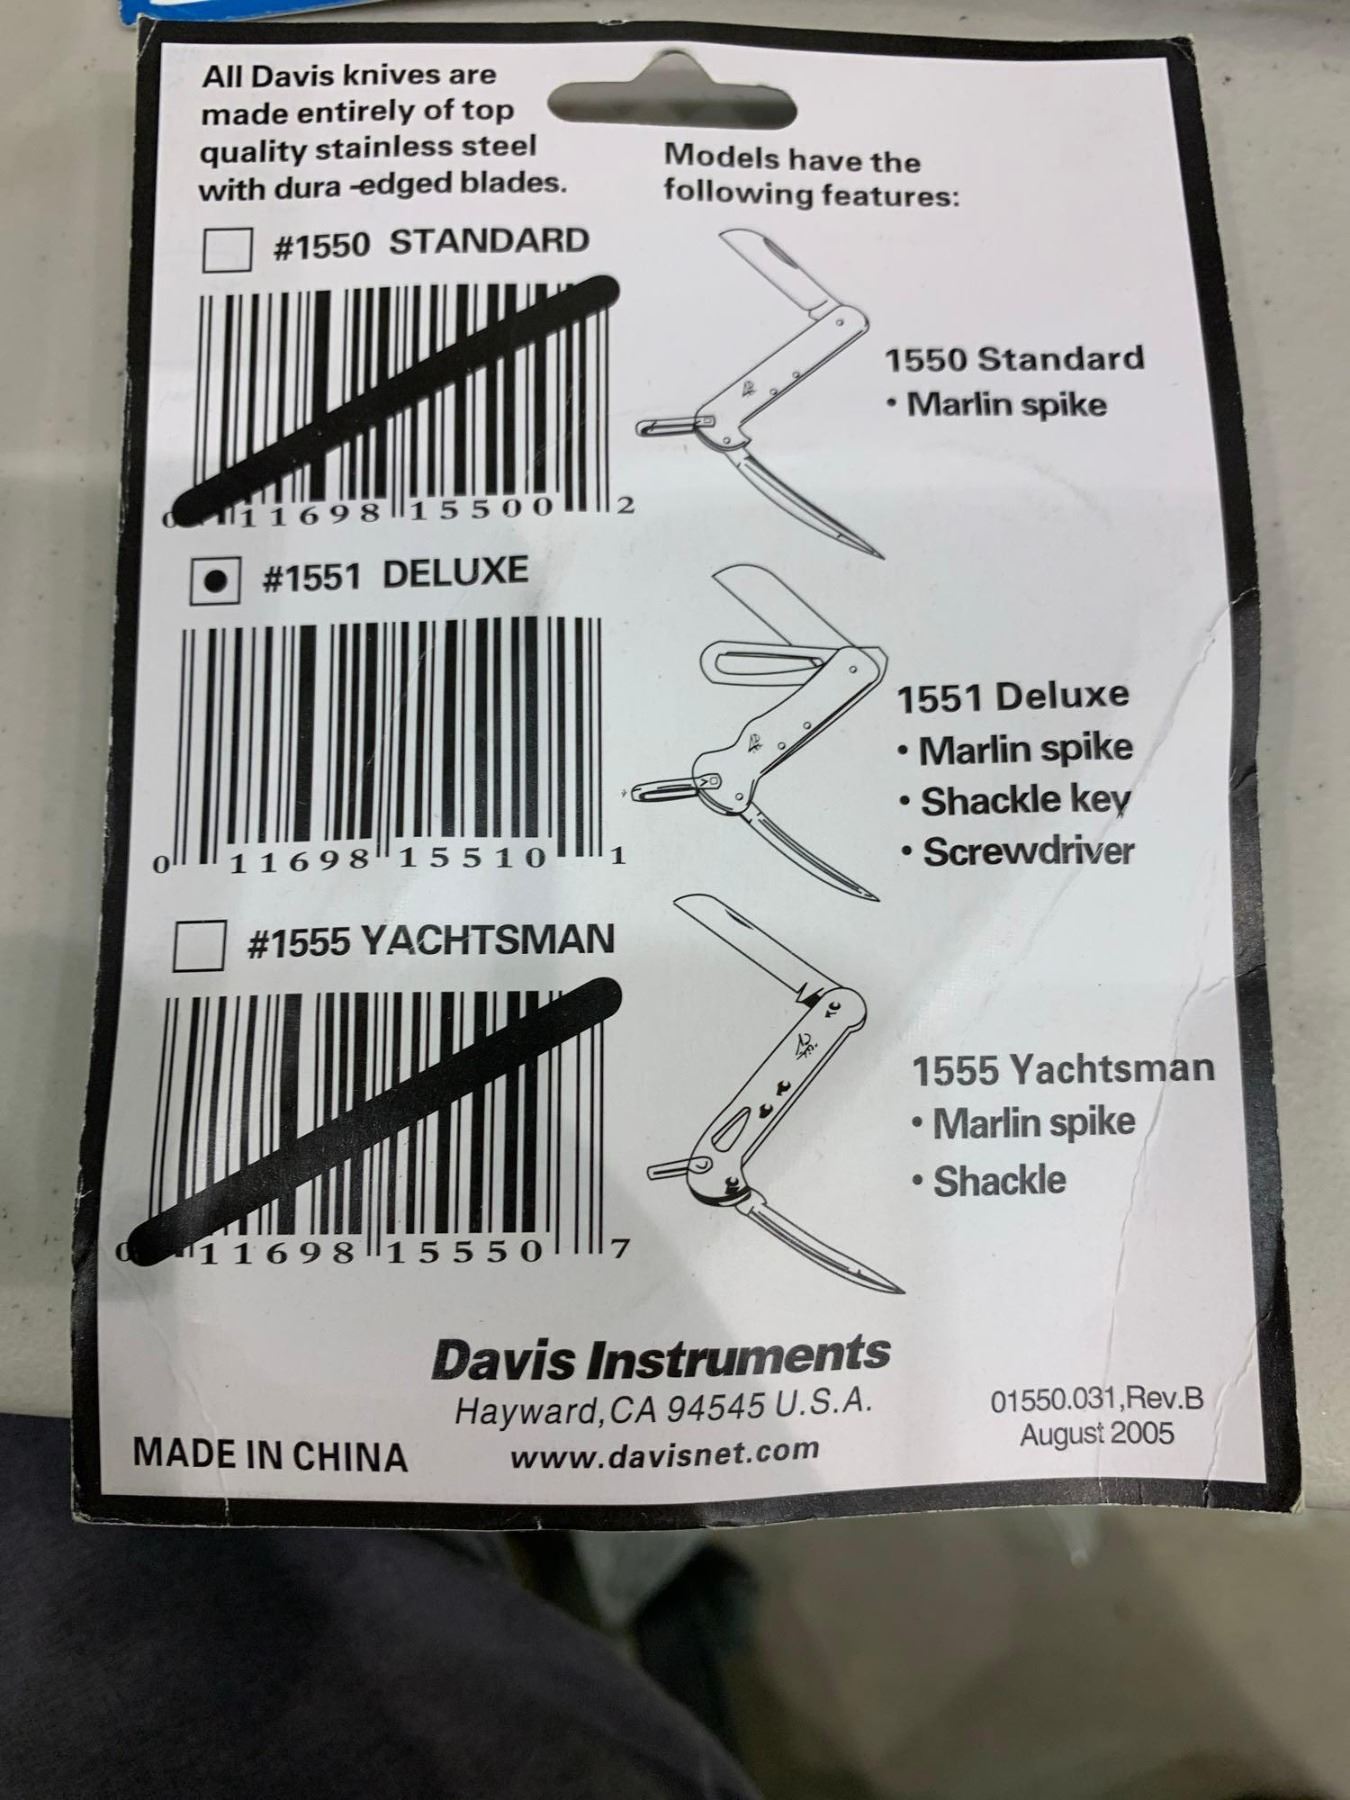 All Davis knives are
made entirely of top
quality stainless steel
with dura -edged blades.
Models have the
following features:
#1550 STANDARD
0 11698 15500 2
1550 Standard
• Marlin spike
#1551 DELUXE
0 11698 15510 1
1551 Deluxe
• Marlin spike
• Shackle key
• Screwdriver
#1555 YACHTSMAN
0 11698 15550 7
1555 Yachtsman
• Marlin spike
• Shackle
Davis Instruments
Hayward, CA 94545 U.S.A.
www.davisnet.com
MADE IN CHINA
01550.031,Rev.B
August 2005